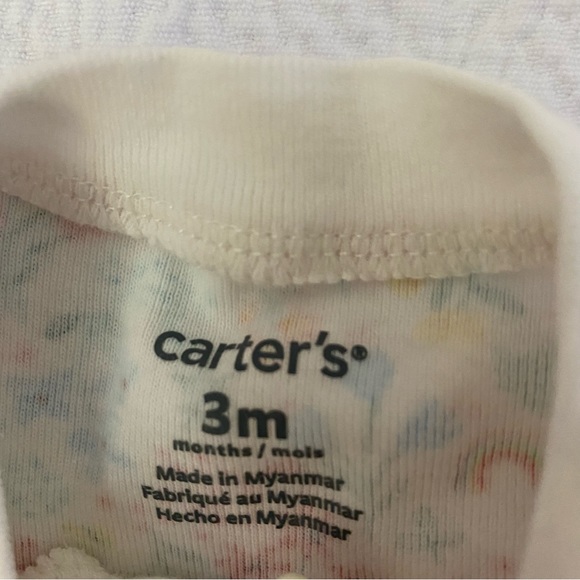 Carter's®
3m
months / mois
Made in Myanmar
Fabriqué au Myanmar
Hecho en Myanmar